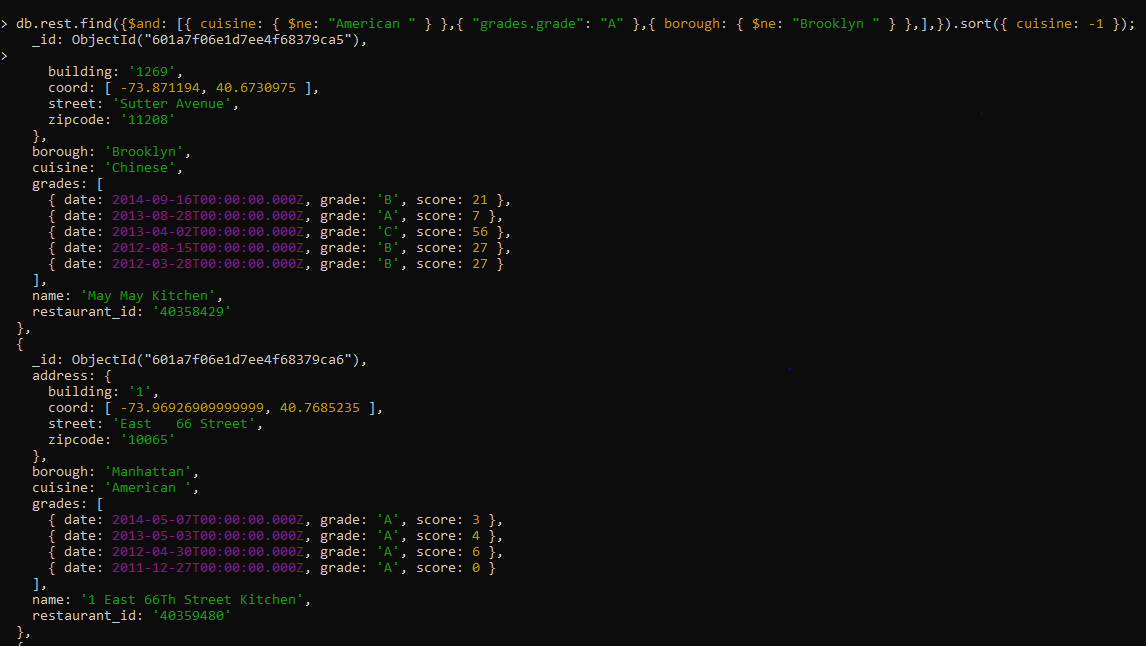 > db.rest.find({$and: [{ cuisine: { $ne: "American " } },{ "grades.grade": "A" },{ borough: { $ne: "Brooklyn " } },],}).sort({ cuisine: -1 });
_id: ObjectId("601a7f06e1d7ee4f68379ca5"),
>
building: '1269',
coord: [ -73.871194, 40.6730975 ],
street: 'Sutter Avenue',
zipcode: '11208'
},
borough: 'Brooklyn',
cuisine: 'Chinese',
grades: [
{ date: 2014-09-16T00:00:00.000Z, grade: 'B', score: 21 },
{ date: 2013-08-28T00:00:00.000Z, grade: 'A', score: 7 },
{ date: 2013-04-02T00:00:00.000Z, grade: 'C', score: 56 },
{ date: 2012-08-15T00:00:00.000Z, grade: 'B', score: 27 },
{ date: 2012-03-28T00:00:00.000Z, grade: 'B', score: 27 }
],
name: 'May May Kitchen',
restaurant_id: '40358429'
},
{
_id: ObjectId("601a7f06e1d7ee4f68379ca6"),
address: {
building: '1',
coord: [ -73.96926909999999, 40.7685235 ],
street: 'East   66 Street',
zipcode: '10065'
},
borough: 'Manhattan',
cuisine: 'American ',
grades: [
{ date: 2014-05-07T00:00:00.000Z, grade: 'A', score: 3 },
{ date: 2013-05-03T00:00:00.000Z, grade: 'A', score: 4 },
{ date: 2012-04-30T00:00:00.000Z, grade: 'A', score: 6 },
{ date: 2011-12-27T00:00:00.000Z, grade: 'A', score: 0 }
],
name: '1 East 66Th Street Kitchen',
restaurant_id: '40359480'
},
{